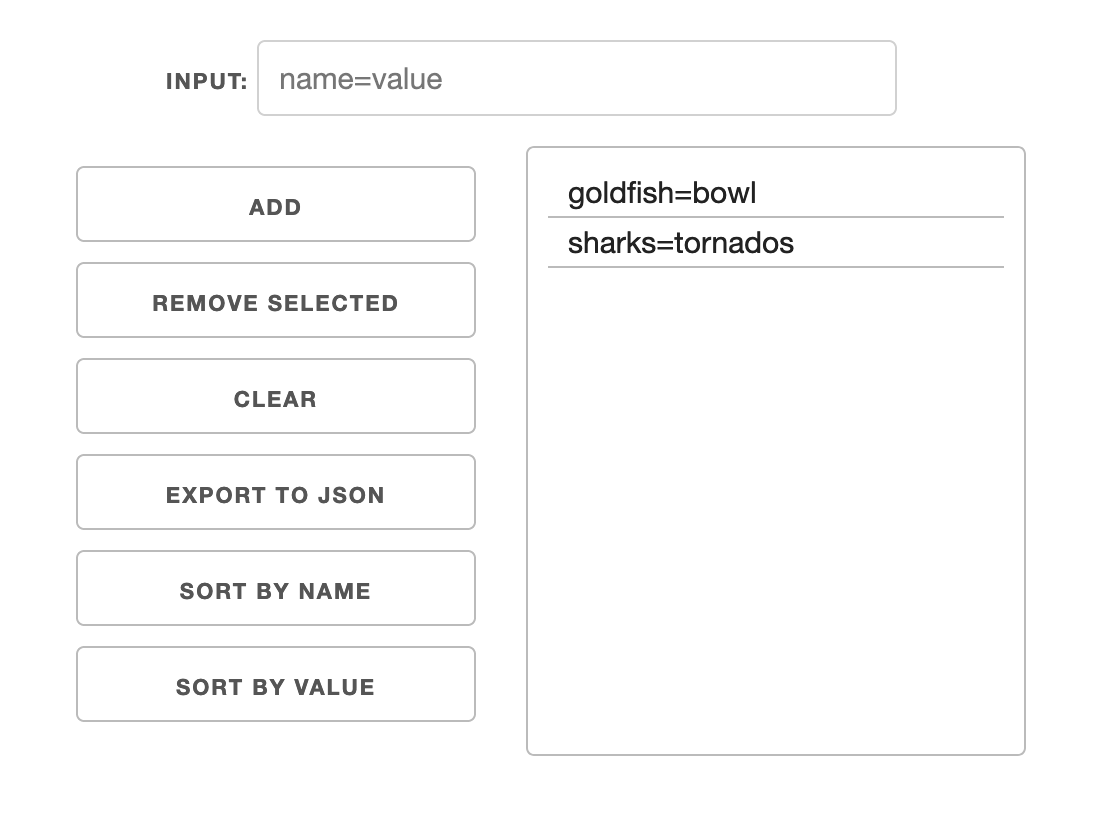 INPUT: name=value
ADD
REMOVE SELECTED
CLEAR
EXPORT TO JSON
SORT BY NAME
SORT BY VALUE
goldfish=bowl
sharks=tornados